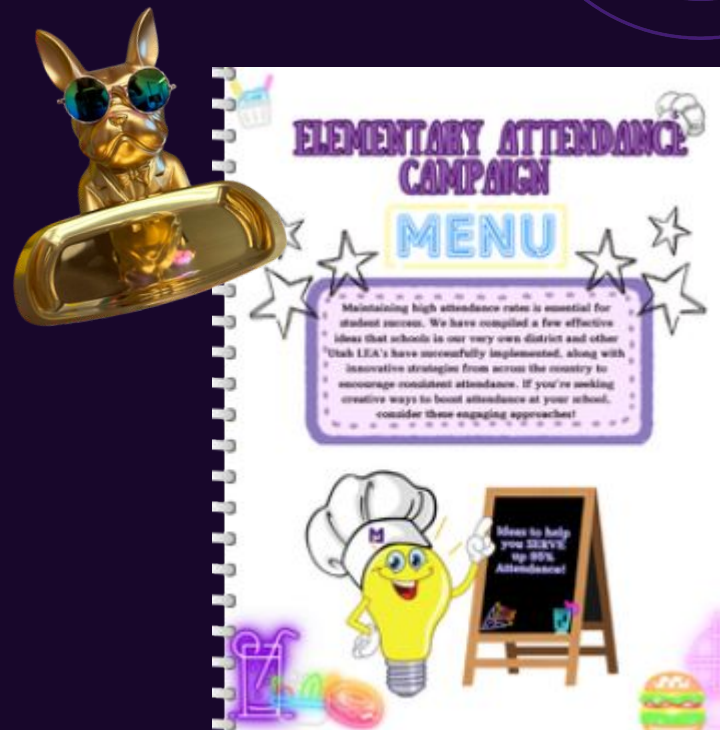 ELEMENTARY ATTENDANCE
CAMPAIGN
MENU
Maintaining high attendance rates is essential for
student success. We have compiled a few effective
ideas that schools in our very own district and other
Utah LEA's have successfully implemented, along with
innovative strategies from across the country to
encourage consistent attendance. If you're seeking
creative ways to boost attendance at your school,
consider these engaging approaches!
M
Ideas to help
you SERVE
up 95%
Attendance!